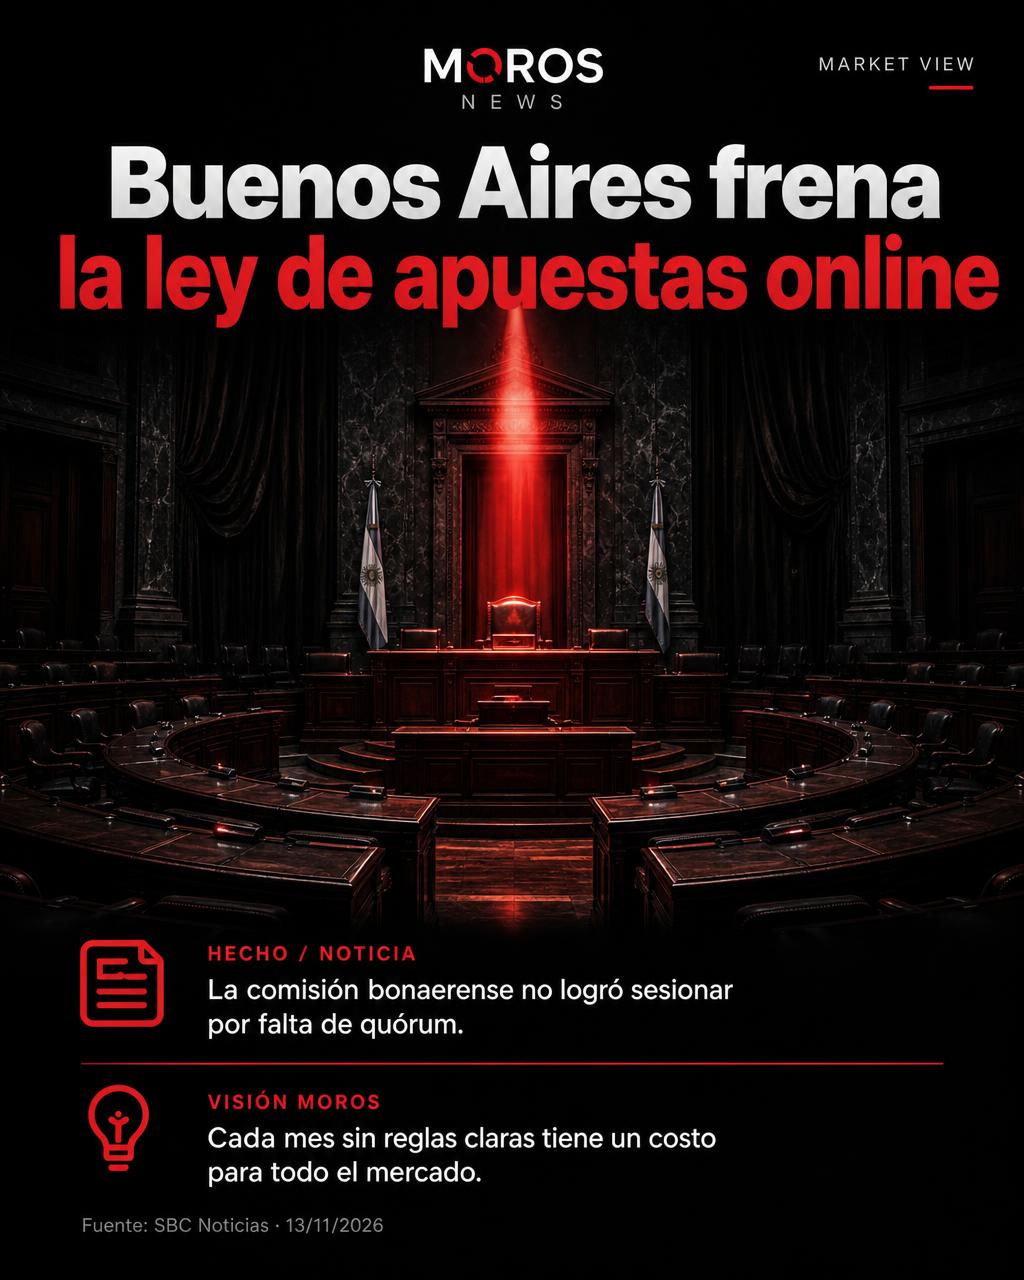 MOROS
NEWS
MARKET VIEW
Buenos Aires frena
la ley de apuestas online
HECHO / NOTICIA
La comisión bonaerense no logró sesionar
por falta de quórum.
VISIÓN MOROS
Cada mes sin reglas claras tiene un costo
para todo el mercado.
Fuente: SBC Noticias · 13/11/2026